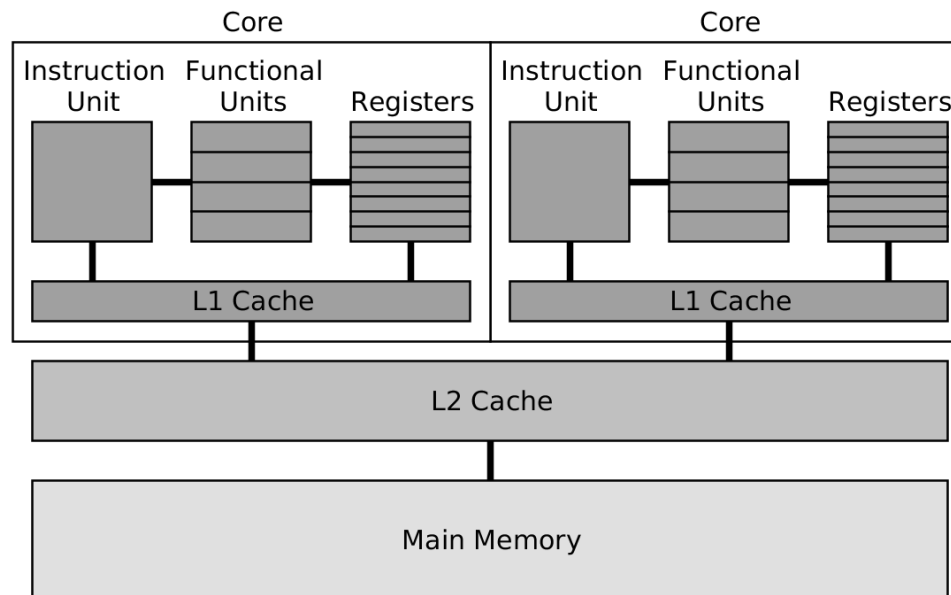 Core
Core
Instruction
Unit
Functional
Units
Registers
Instruction
Unit
Functional
Units
Registers
L1 Cache
L1 Cache
L2 Cache
Main Memory